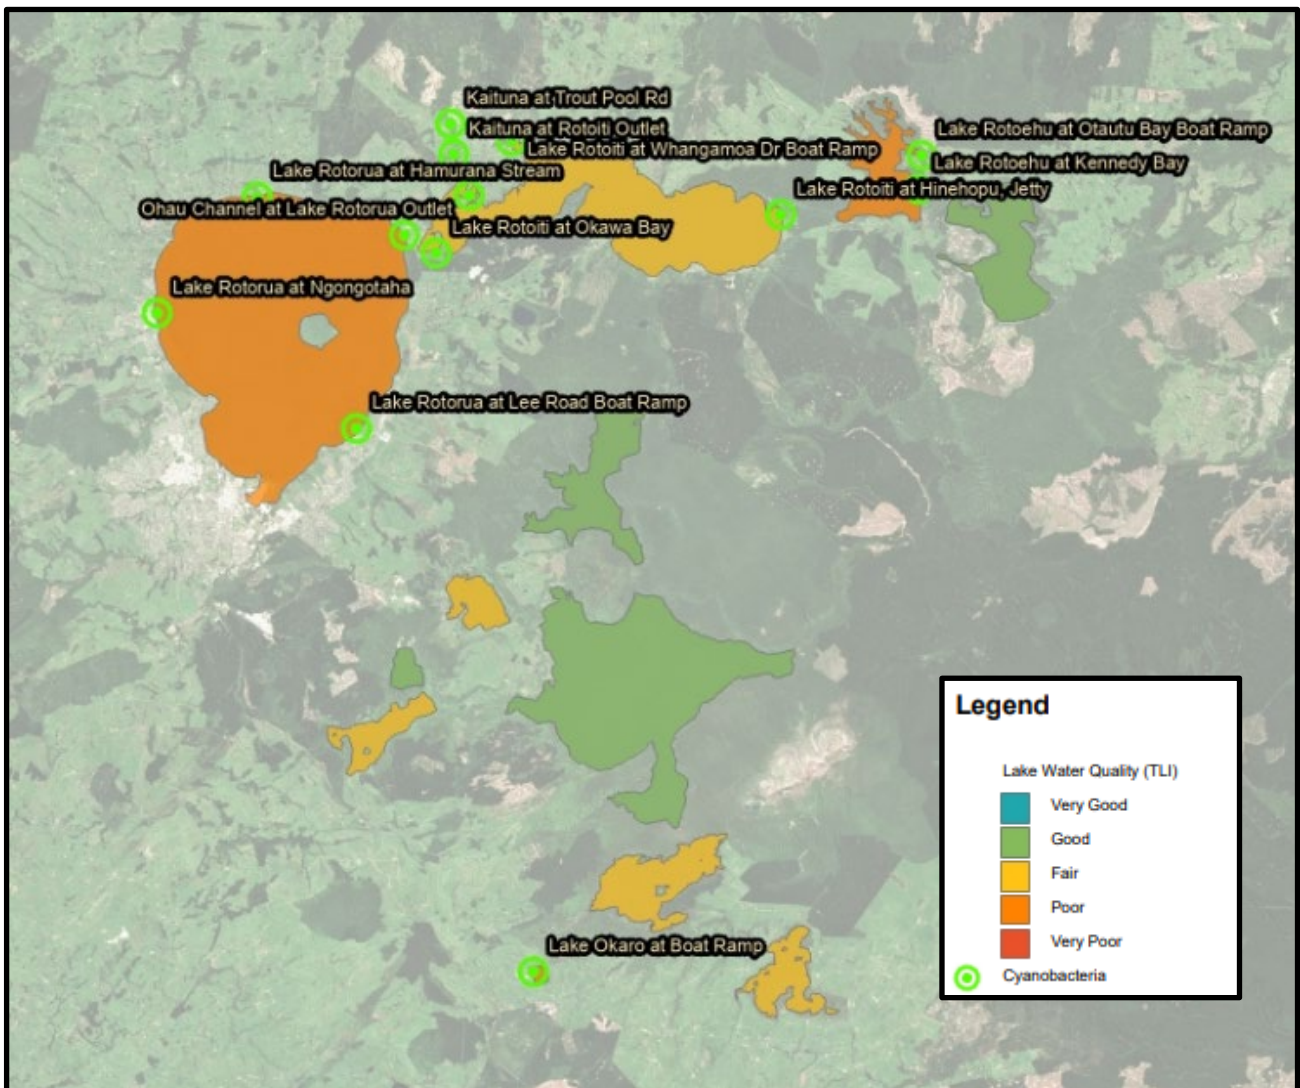 Kaituna at Trout Pool Rd
Kaituna at Rotoiti Outlet
Lake Rotoehu at Otautu Bay Boat Ramp
Lake Rotoiti at Whangamoa Dr Boat Ramp
Lake Rotoehu at Kennedy Bay
Lake Rotorua at Hamurana Stream
Lake Rotoiti at Hinehopu, Jetty
Ohau Channel at Lake Rotorua Outlet
Lake Rotoiti at Okawa Bay
Lake Rotorua at Ngongotaha
Lake Rotorua at Lee Road Boat Ramp
Lake Okaro at Boat Ramp
Legend
Lake Water Quality (TLI)
Very Good
Good
Fair
Poor
Very Poor
Cyanobacteria